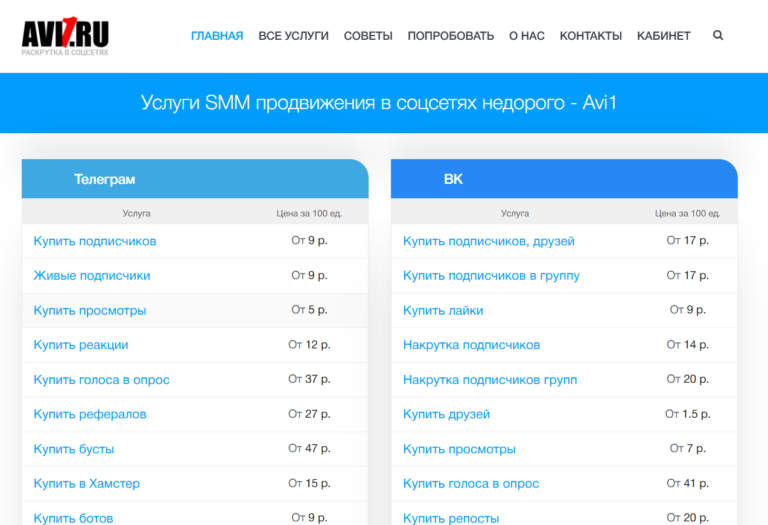 AVI1.RU
РАСКРУТКА В СОЦСЕТЯХ
ГЛАВНАЯ ВСЕ УСЛУГИ СОВЕТЫ ПОПРОБОВАТЬ О НАС КОНТАКТЫ КАБИНЕТ
Услуги SMM продвижения в соцсетях недорого - Avi1
Телеграм
Услуга Цена за 100 ед.
Купить подписчиков От 9 р.
Живые подписчики От 9 р.
Купить просмотры От 5 р.
Купить реакции От 12 р.
Купить голоса в опрос От 37 р.
Купить рефералов От 27 р.
Купить бусты От 47 р.
Купить в Хамстер От 15 р.
Купить ботов От 9 р.
ВК
Услуга Цена за 100 ед.
Купить подписчиков, друзей От 17 р.
Купить подписчиков в группу От 17 р.
Купить лайки От 9 р.
Накрутка подписчиков От 14 р.
Накрутка подписчиков групп От 20 р.
Купить друзей От 1.5 р.
Купить просмотры От 7 р.
Купить голоса в опрос От 41 р.
Купить репосты От 20 р.